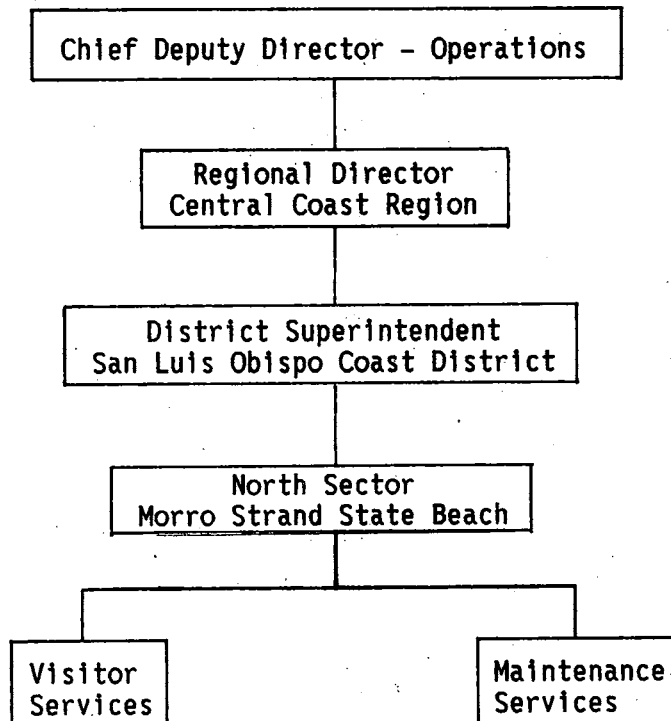 Chief Deputy Director - Operations
Regional Director
Central Coast Region
District Superintendent
San Luis Obispo Coast District
North Sector
Morro Strand State Beach
Visitor
Services
Maintenance
Services